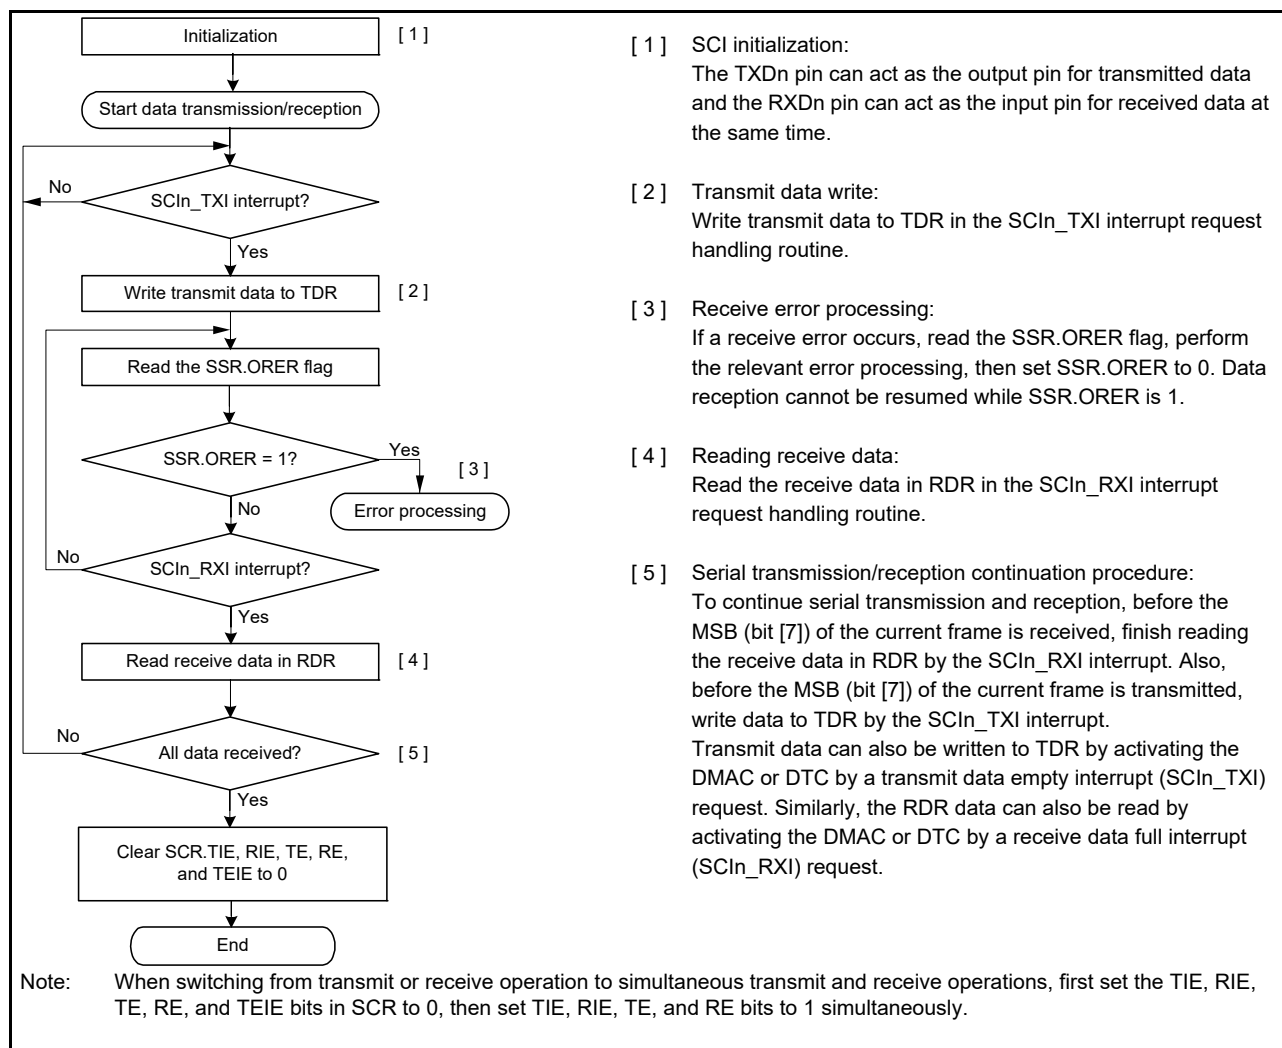 Initialization
[ 1 ]
Start data transmission/reception
No
SCIn_TXI interrupt?
Yes
Write transmit data to TDR
[ 2 ]
Read the SSR.ORER flag
SSR.ORER = 1?
Yes
[ 3 ]
No
Error processing
No
SCIn_RXI interrupt?
Yes
Read receive data in RDR
[ 4 ]
No
All data received?
[ 5 ]
Yes
Clear SCR.TIE, RIE, TE, RE,
and TEIE to 0
End
[ 1 ] SCI initialization:
The TXDn pin can act as the output pin for transmitted data
and the RXDn pin can act as the input pin for received data at
the same time.
[ 2 ] Transmit data write:
Write transmit data to TDR in the SCIn_TXI interrupt request
handling routine.
[ 3 ] Receive error processing:
If a receive error occurs, read the SSR.ORER flag, perform
the relevant error processing, then set SSR.ORER to 0. Data
reception cannot be resumed while SSR.ORER is 1.
[ 4 ] Reading receive data:
Read the receive data in RDR in the SCIn_RXI interrupt
request handling routine.
[ 5 ] Serial transmission/reception continuation procedure:
To continue serial transmission and reception, before the
MSB (bit [7]) of the current frame is received, finish reading
the receive data in RDR by the SCIn_RXI interrupt. Also,
before the MSB (bit [7]) of the current frame is transmitted,
write data to TDR by the SCIn_TXI interrupt.
Transmit data can also be written to TDR by activating the
DMAC or DTC by a transmit data empty interrupt (SCIn_TXI)
request. Similarly, the RDR data can also be read by
activating the DMAC or DTC by a receive data full interrupt
(SCIn_RXI) request.
Note: When switching from transmit or receive operation to simultaneous transmit and receive operations, first set the TIE, RIE,
TE, RE, and TEIE bits in SCR to 0, then set TIE, RIE, TE, and RE bits to 1 simultaneously.